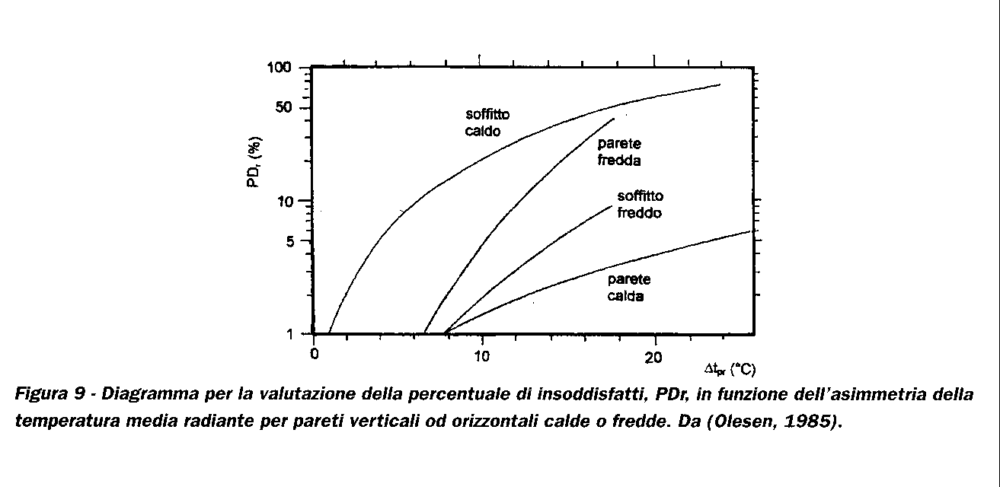 100
50
10
5
1
PDr (%)
soffitto
caldo
parete
fredda
soffitto
freddo
parete
calda
0
10
20
Δtpr (°C)
Figura 9 - Diagramma per la valutazione della percentuale di insoddisfatti, PDr, in funzione dell'asimmetria della
temperatura media radiante per pareti verticali od orizzontali calde o fredde. Da (Olesen, 1985).